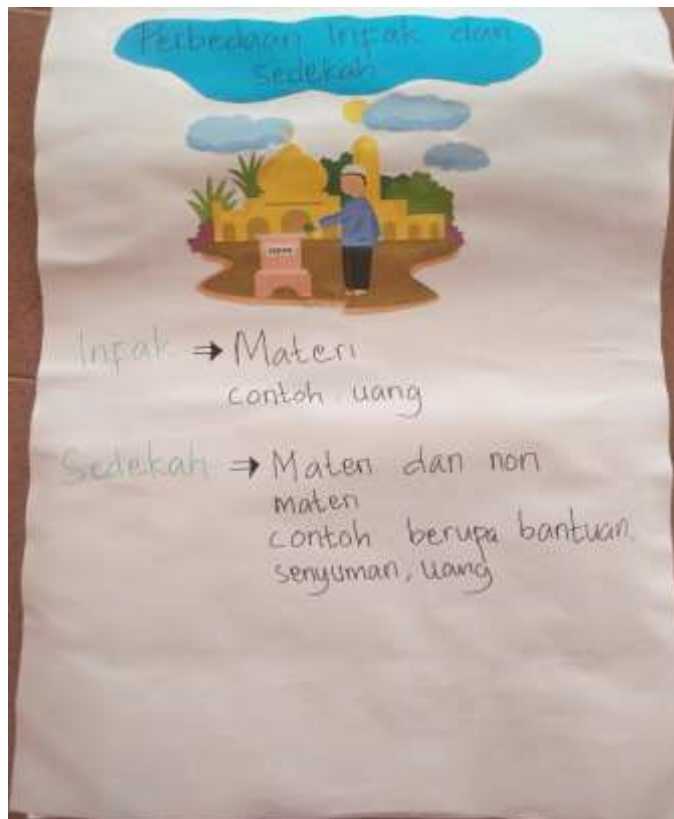 Perbedaan Infak dan
Sedekah
Infak ⇒ Materi
contoh uang
Sedekah ⇒ Materi dan non
materi
contoh berupa bantuan,
senyuman, uang